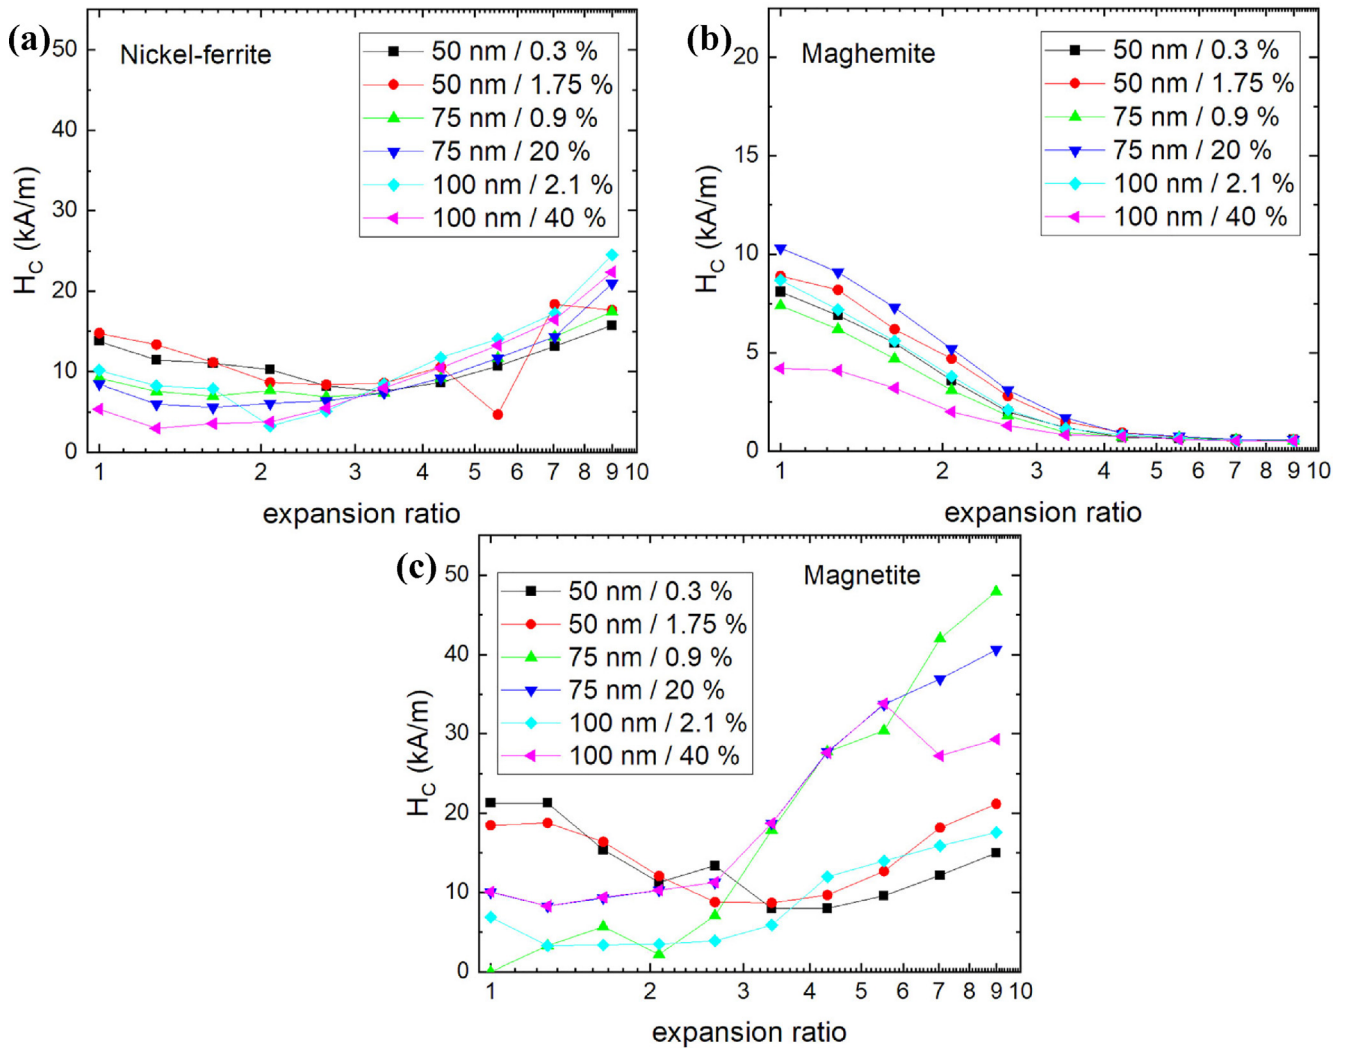 (a)
Nickel-ferrite
50 nm / 0.3 %
50 nm / 1.75 %
75 nm / 0.9 %
75 nm / 20 %
100 nm / 2.1 %
100 nm / 40 %
50
40
30
20
10
0
H_C (kA/m)
1 2 3 4 5 6 7 8 9 10
expansion ratio
(b)
Maghemite
50 nm / 0.3 %
50 nm / 1.75 %
75 nm / 0.9 %
75 nm / 20 %
100 nm / 2.1 %
100 nm / 40 %
20
15
10
5
0
H_C (kA/m)
1 2 3 4 5 6 7 8 9 10
expansion ratio
(c)
Magnetite
50 nm / 0.3 %
50 nm / 1.75 %
75 nm / 0.9 %
75 nm / 20 %
100 nm / 2.1 %
100 nm / 40 %
50
40
30
20
10
0
H_C (kA/m)
1 2 3 4 5 6 7 8 9 10
expansion ratio